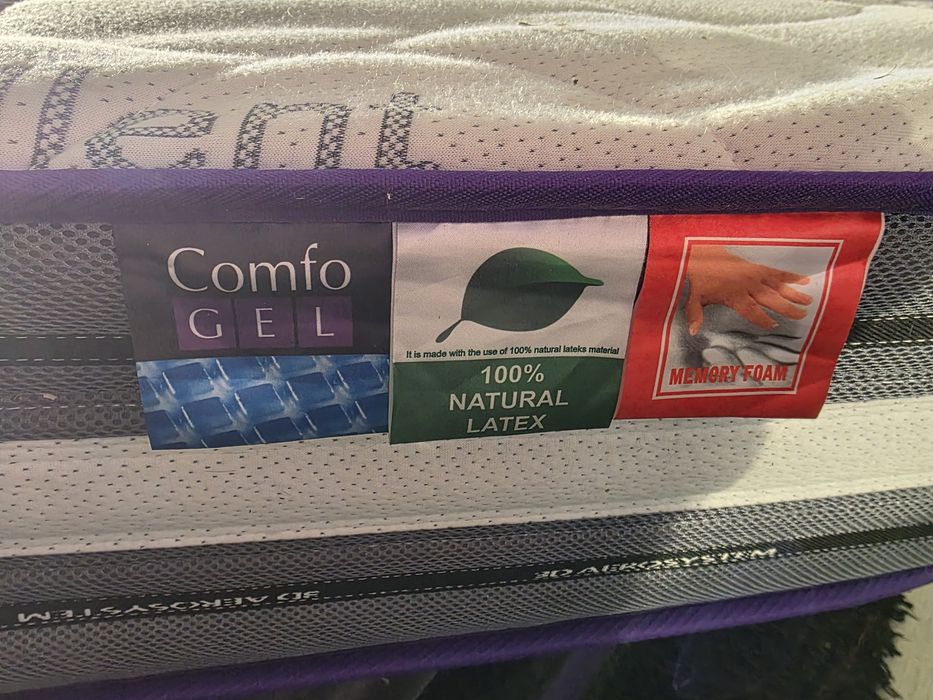 llent
Comfo
GEL
It is made with the use of 100% natural lateks material
100%
NATURAL
LATEX
MEMORY FOAM
3D AEROSYSTEM
3D AEROSYSTEM